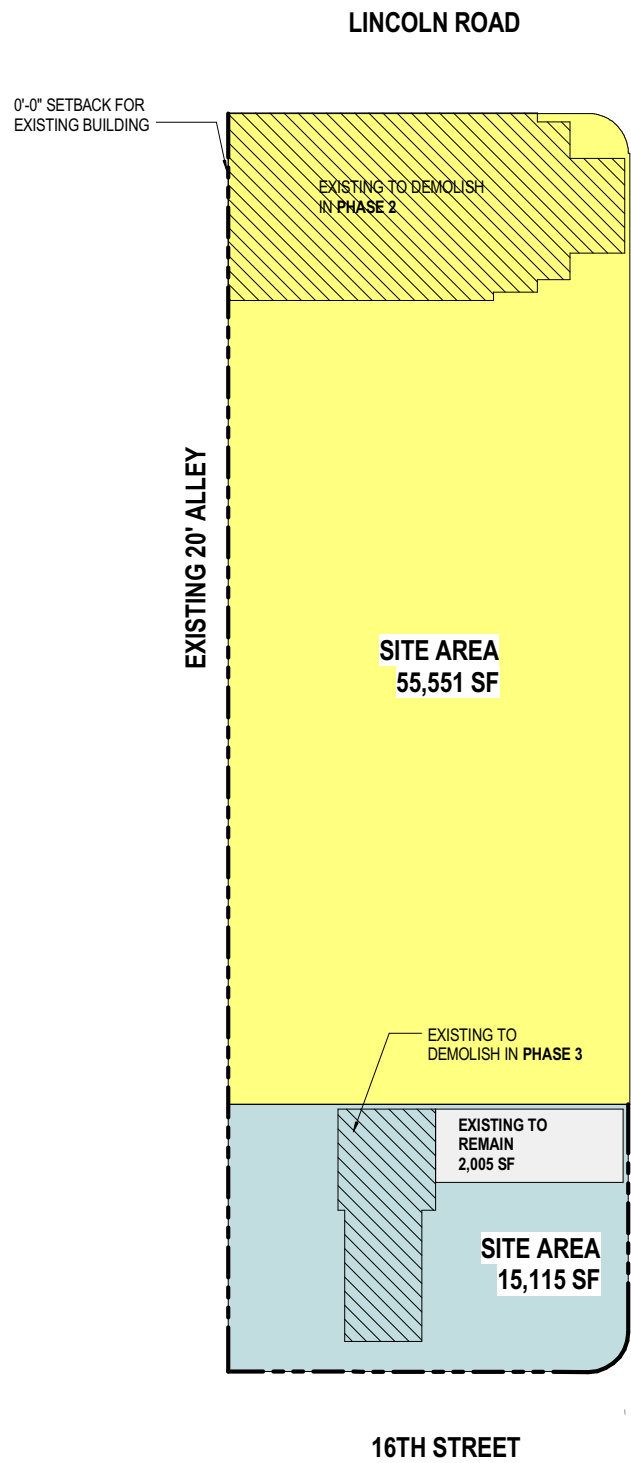 LINCOLN ROAD
0'-0" SETBACK FOR
EXISTING BUILDING
EXISTING TO DEMOLISH
IN PHASE 2
EXISTING 20' ALLEY
SITE AREA
55,551 SF
EXISTING TO
DEMOLISH IN PHASE 3
EXISTING TO
REMAIN
2,005 SF
SITE AREA
15,115 SF
16TH STREET